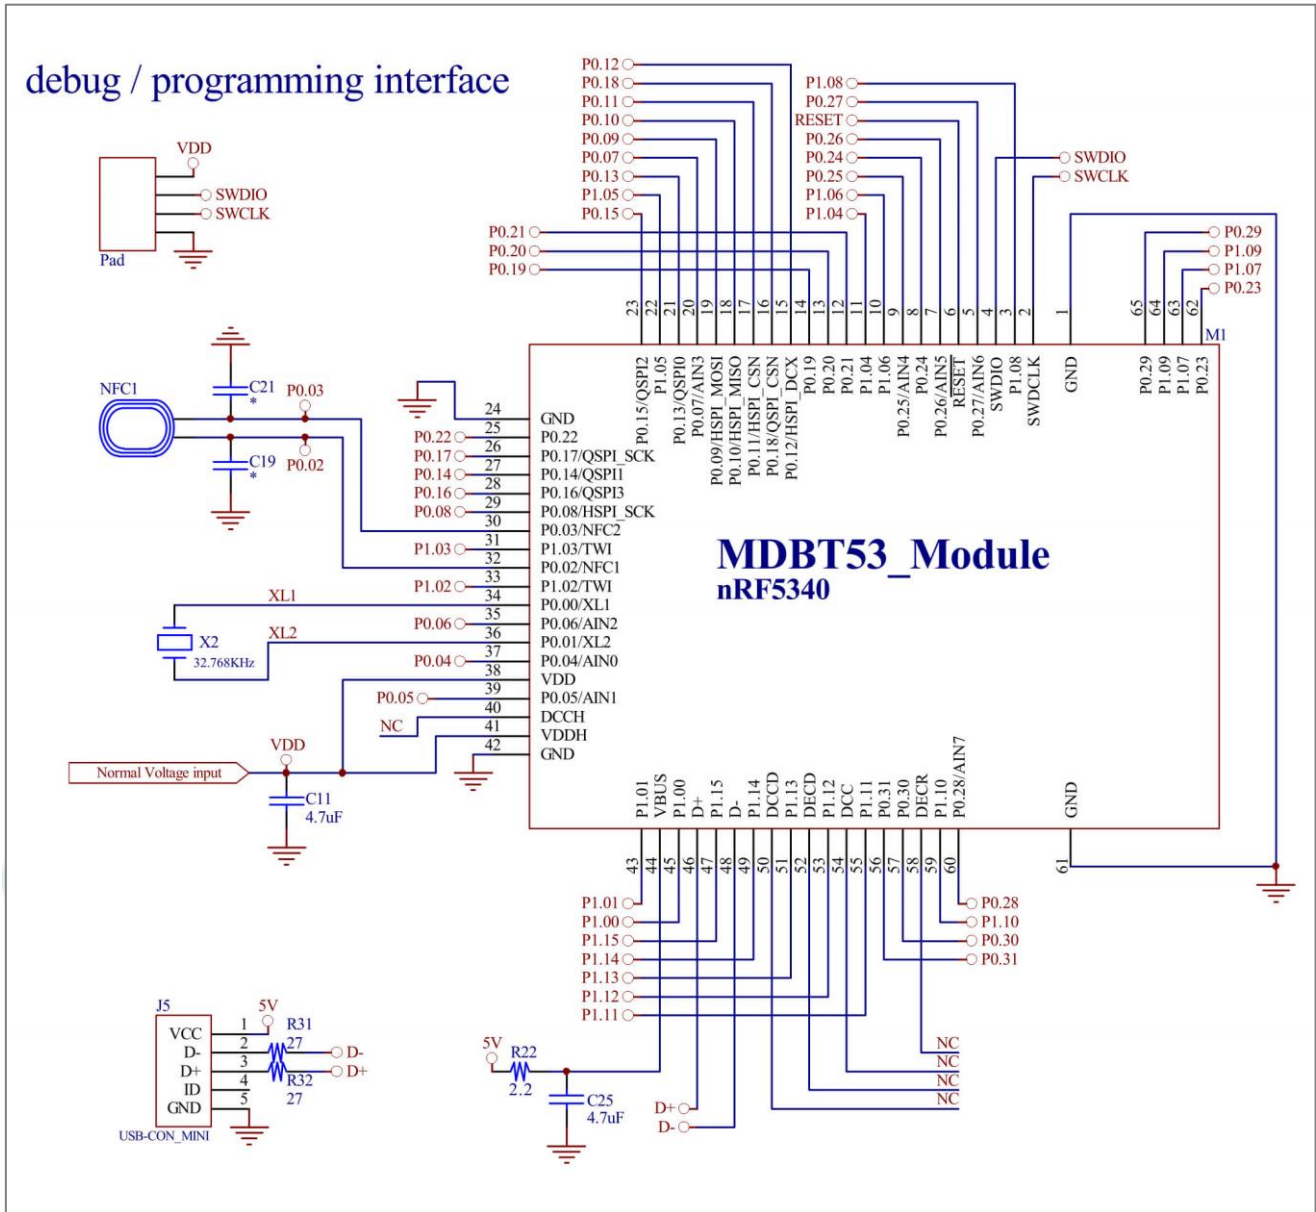 debug / programming interface
VDD
SWDIO
SWCLK
Pad
P0.12
P0.18
P0.11
P0.10
P0.09
P0.07
P0.13
P1.05
P0.15
P0.21
P0.20
P0.19
P1.08
P0.27
RESET
P0.26
P0.24
P0.25
P1.06
P1.04
SWDIO
SWCLK
P0.29
P1.09
P1.07
P0.23
23 22 21 20 19 18 17 16 15 14 13 12 11 10 9 8 7 6 5 4 3 2 1 65 64 63 62
M1
P0.15/QSPI2
P1.05
P0.13/QSPI0
P0.07/AIN3
P0.09/HSPI_MOSI
P0.10/HSPI_MISO
P0.11/HSPI_CSN
P0.18/QSPI_CSN
P0.12/HSPI_DCX
P0.19
P0.20
P0.21
P1.04
P1.06
P0.25/AIN4
P0.24
P0.26/AIN5
RESET
P0.27/AIN6
SWDIO
P1.08
SWDCLK
GND
P0.29
P1.09
P1.07
P0.23
NFC1
C21
*
P0.03
C19
*
P0.02
24 GND
P0.22 25 P0.22
P0.17 26 P0.17/QSPI_SCK
P0.14 27 P0.14/QSPI1
P0.16 28 P0.16/QSPI3
P0.08 29 P0.08/HSPI_SCK
30 P0.03/NFC2
P1.03 31 P1.03/TWI
32 P0.02/NFC1
P1.02 33 P1.02/TWI
XL1 34 P0.00/XL1
P0.06 35 P0.06/AIN2
XL2 36 P0.01/XL2
P0.04 37 P0.04/AIN0
38 VDD
P0.05 39 P0.05/AIN1
NC 40 DCCH
41 VDDH
42 GND
X2
32.768KHz
MDBT53_Module
nRF5340
VDD
Normal Voltage input
C11
4.7uF
P1.01
VBUS
P1.00
D+
P1.15
D-
P1.14
DCCD
P1.13
DECD
P1.12
DCC
P1.11
P0.31
P0.30
DECR
P1.10
P0.28/AIN7
GND
43 44 45 46 47 48 49 50 51 52 53 54 55 56 57 58 59 60 61
P1.01
P1.00
P1.15
P1.14
P1.13
P1.12
P1.11
P0.28
P1.10
P0.30
P0.31
NC
NC
NC
NC
J5
5V
VCC 1
D- 2
D+ 3
ID 4
GND 5
R31
27
D-
D+
R32
27
USB-CON_MINI
5V
R22
2.2
C25
4.7uF
D+
D-